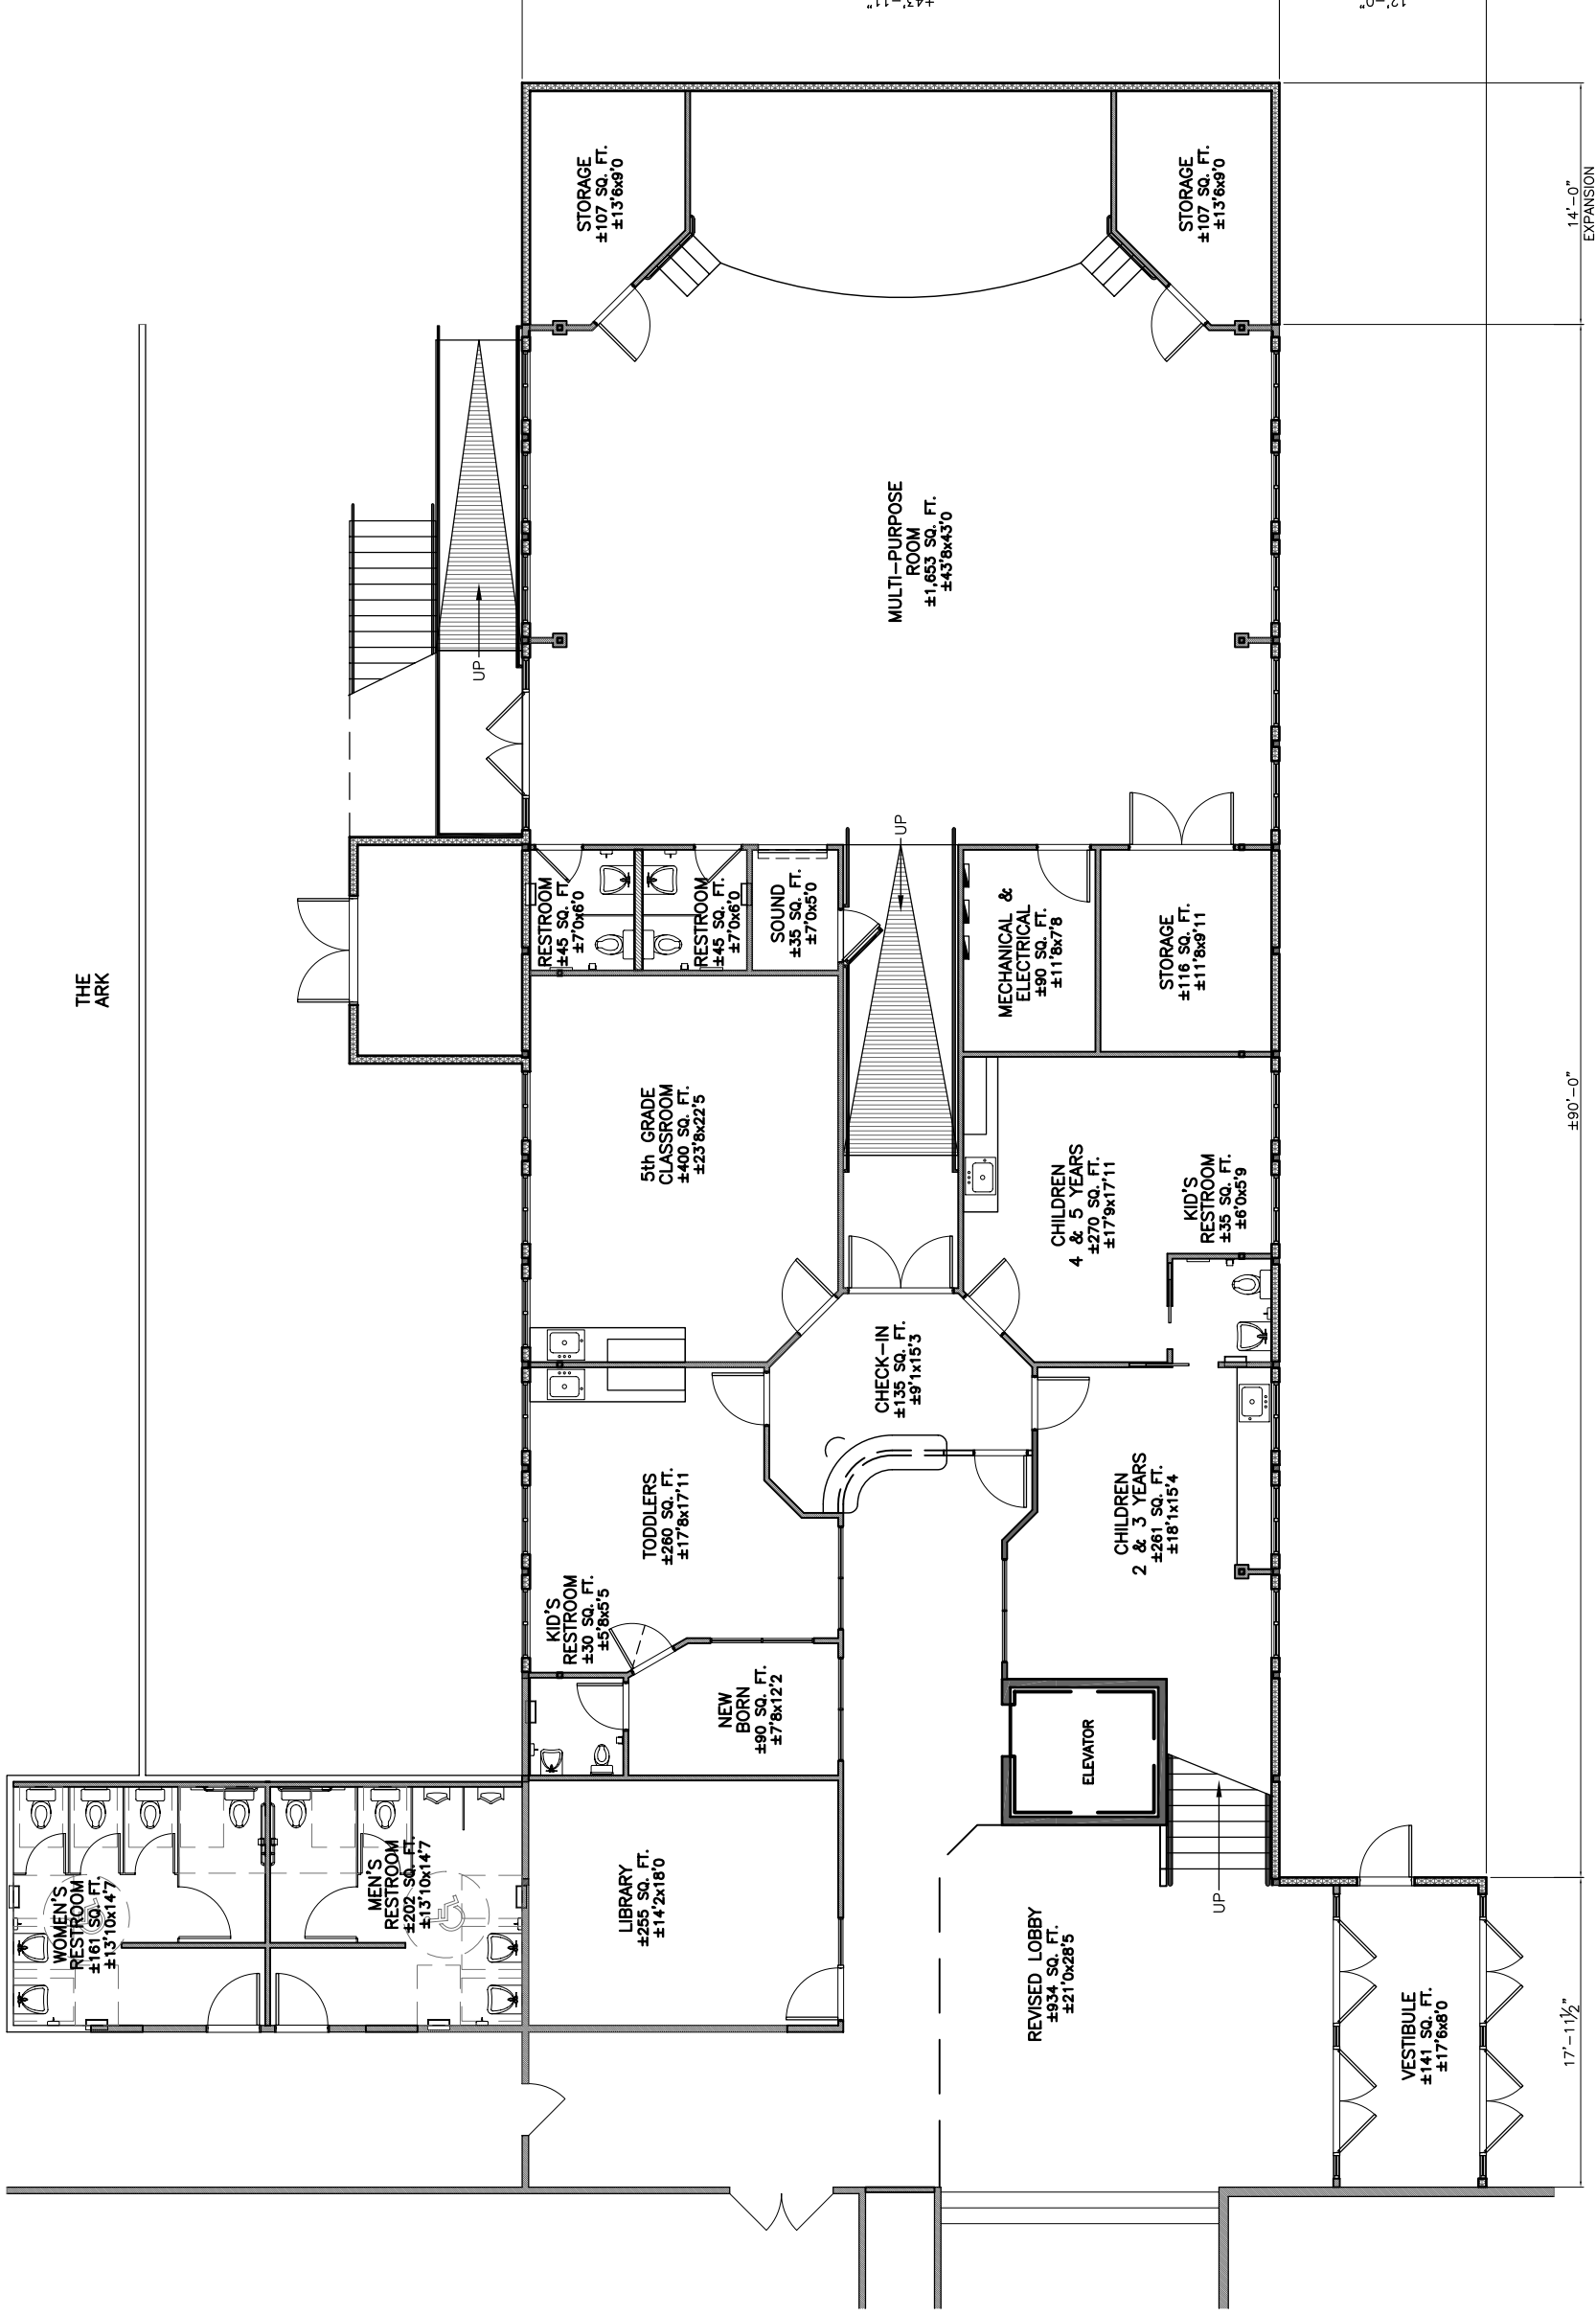 ±43'-11"
12'-0"
STORAGE
±107 SQ. FT.
±13'6x9'0
STORAGE
±107 SQ. FT.
±13'6x9'0
14'-0"
EXPANSION
UP
MULTI-PURPOSE
ROOM
±1,653 SQ. FT.
±43'8x43'0
THE
ARK
RESTROOM
±45 SQ. FT.
±7'0x6'0
RESTROOM
±45 SQ. FT.
±7'0x6'0
SOUND
±35 SQ. FT.
±7'0x5'0
UP
MECHANICAL &
ELECTRICAL
±90 SQ. FT.
±11'8x7'8
STORAGE
±116 SQ. FT.
±11'8x9'11
5th GRADE
CLASSROOM
±400 SQ. FT.
±23'8x22'5
CHILDREN
4 & 5 YEARS
±270 SQ. FT.
±17'9x17'11
KID'S
RESTROOM
±35 SQ. FT.
±6'0x5'9
±90'-0"
CHECK-IN
±135 SQ. FT.
±9'1x15'3
TODDLERS
±260 SQ. FT.
±17'8x17'11
CHILDREN
2 & 3 YEARS
±261 SQ. FT.
±18'1x15'4
KID'S
RESTROOM
±30 SQ. FT.
±5'8x5'5
NEW
BORN
±90 SQ. FT.
±7'8x12'2
ELEVATOR
WOMEN'S
RESTROOM
±161 SQ. FT.
±13'10x14'7
MEN'S
RESTROOM
±202 SQ. FT.
±13'10x14'7
LIBRARY
±255 SQ. FT.
±14'2x18'0
UP
REVISED LOBBY
±934 SQ. FT.
±21'0x28'5
VESTIBULE
±141 SQ. FT.
±17'6x8'0
17'-11½"